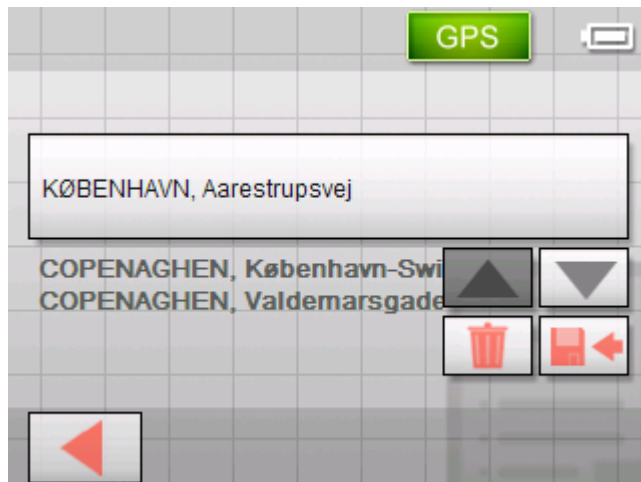 GPS
KØBENHAVN, Aarestrupsvej
COPENAGHEN, København-Swi
COPENAGHEN, Valdemarsgade